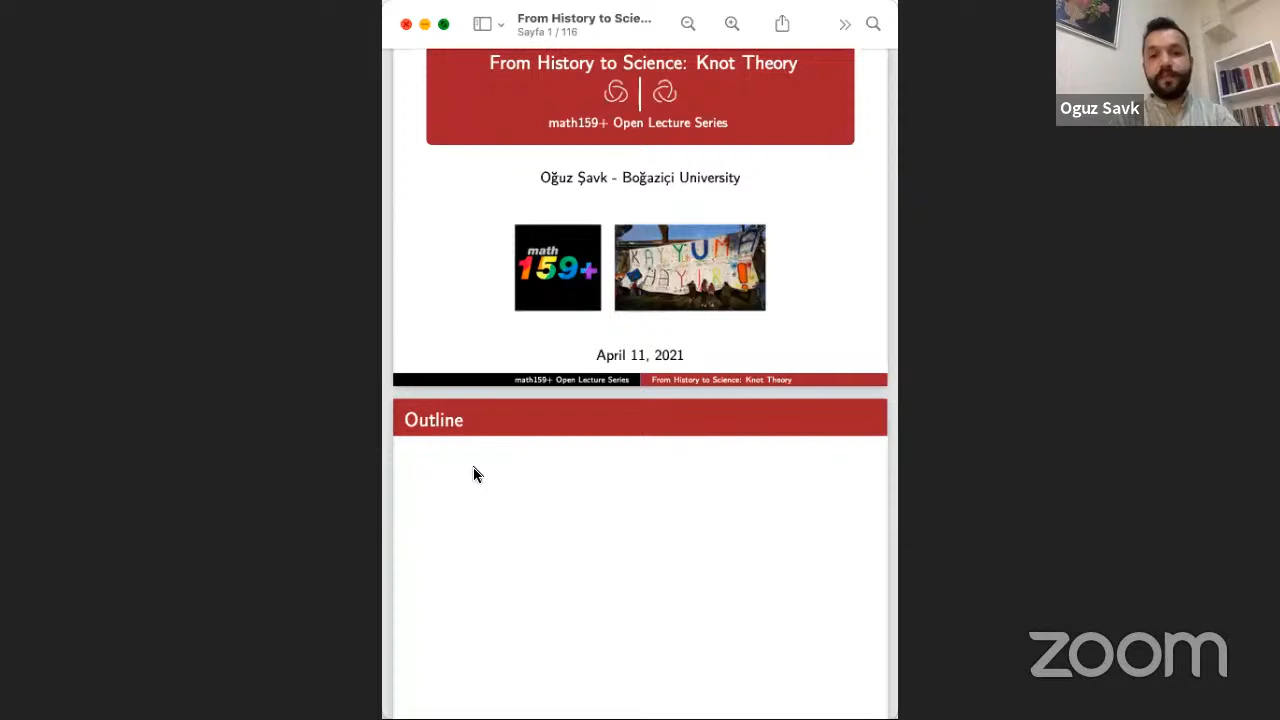 From History to Scie...
Sayfa 1 / 116
From History to Science: Knot Theory
math159+ Open Lecture Series
Oğuz Şavk - Boğaziçi University
math
159+
KAYYUMA
HAYIR!
April 11, 2021
math159+ Open Lecture Series
From History to Science: Knot Theory
Outline
Oguz Savk
zoom